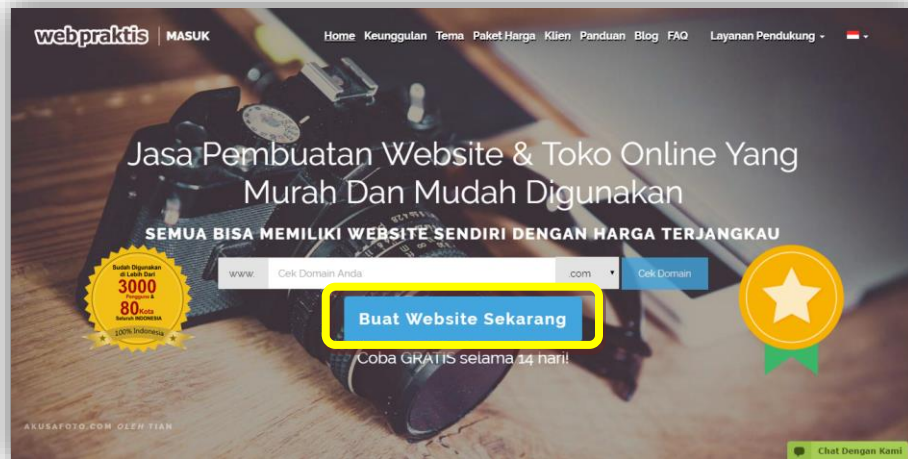 webpraktis | MASUK
Home Keunggulan Tema Paket Harga Klien Panduan Blog FAQ Layanan Pendukung
Jasa Pembuatan Website & Toko Online Yang
Murah Dan Mudah Digunakan
SEMUA BISA MEMILIKI WEBSITE SENDIRI DENGAN HARGA TERJANGKAU
www. Cek Domain Anda .com Cek Domain
Sudah Digunakan
di Lebih Dari
3000
Pengguna &
80 Kota
Seluruh INDONESIA
100% Indonesia
Buat Website Sekarang
Coba GRATIS selama 14 hari!
AKUSAFOTO.COM OLEH TIAN
Chat Dengan Kami